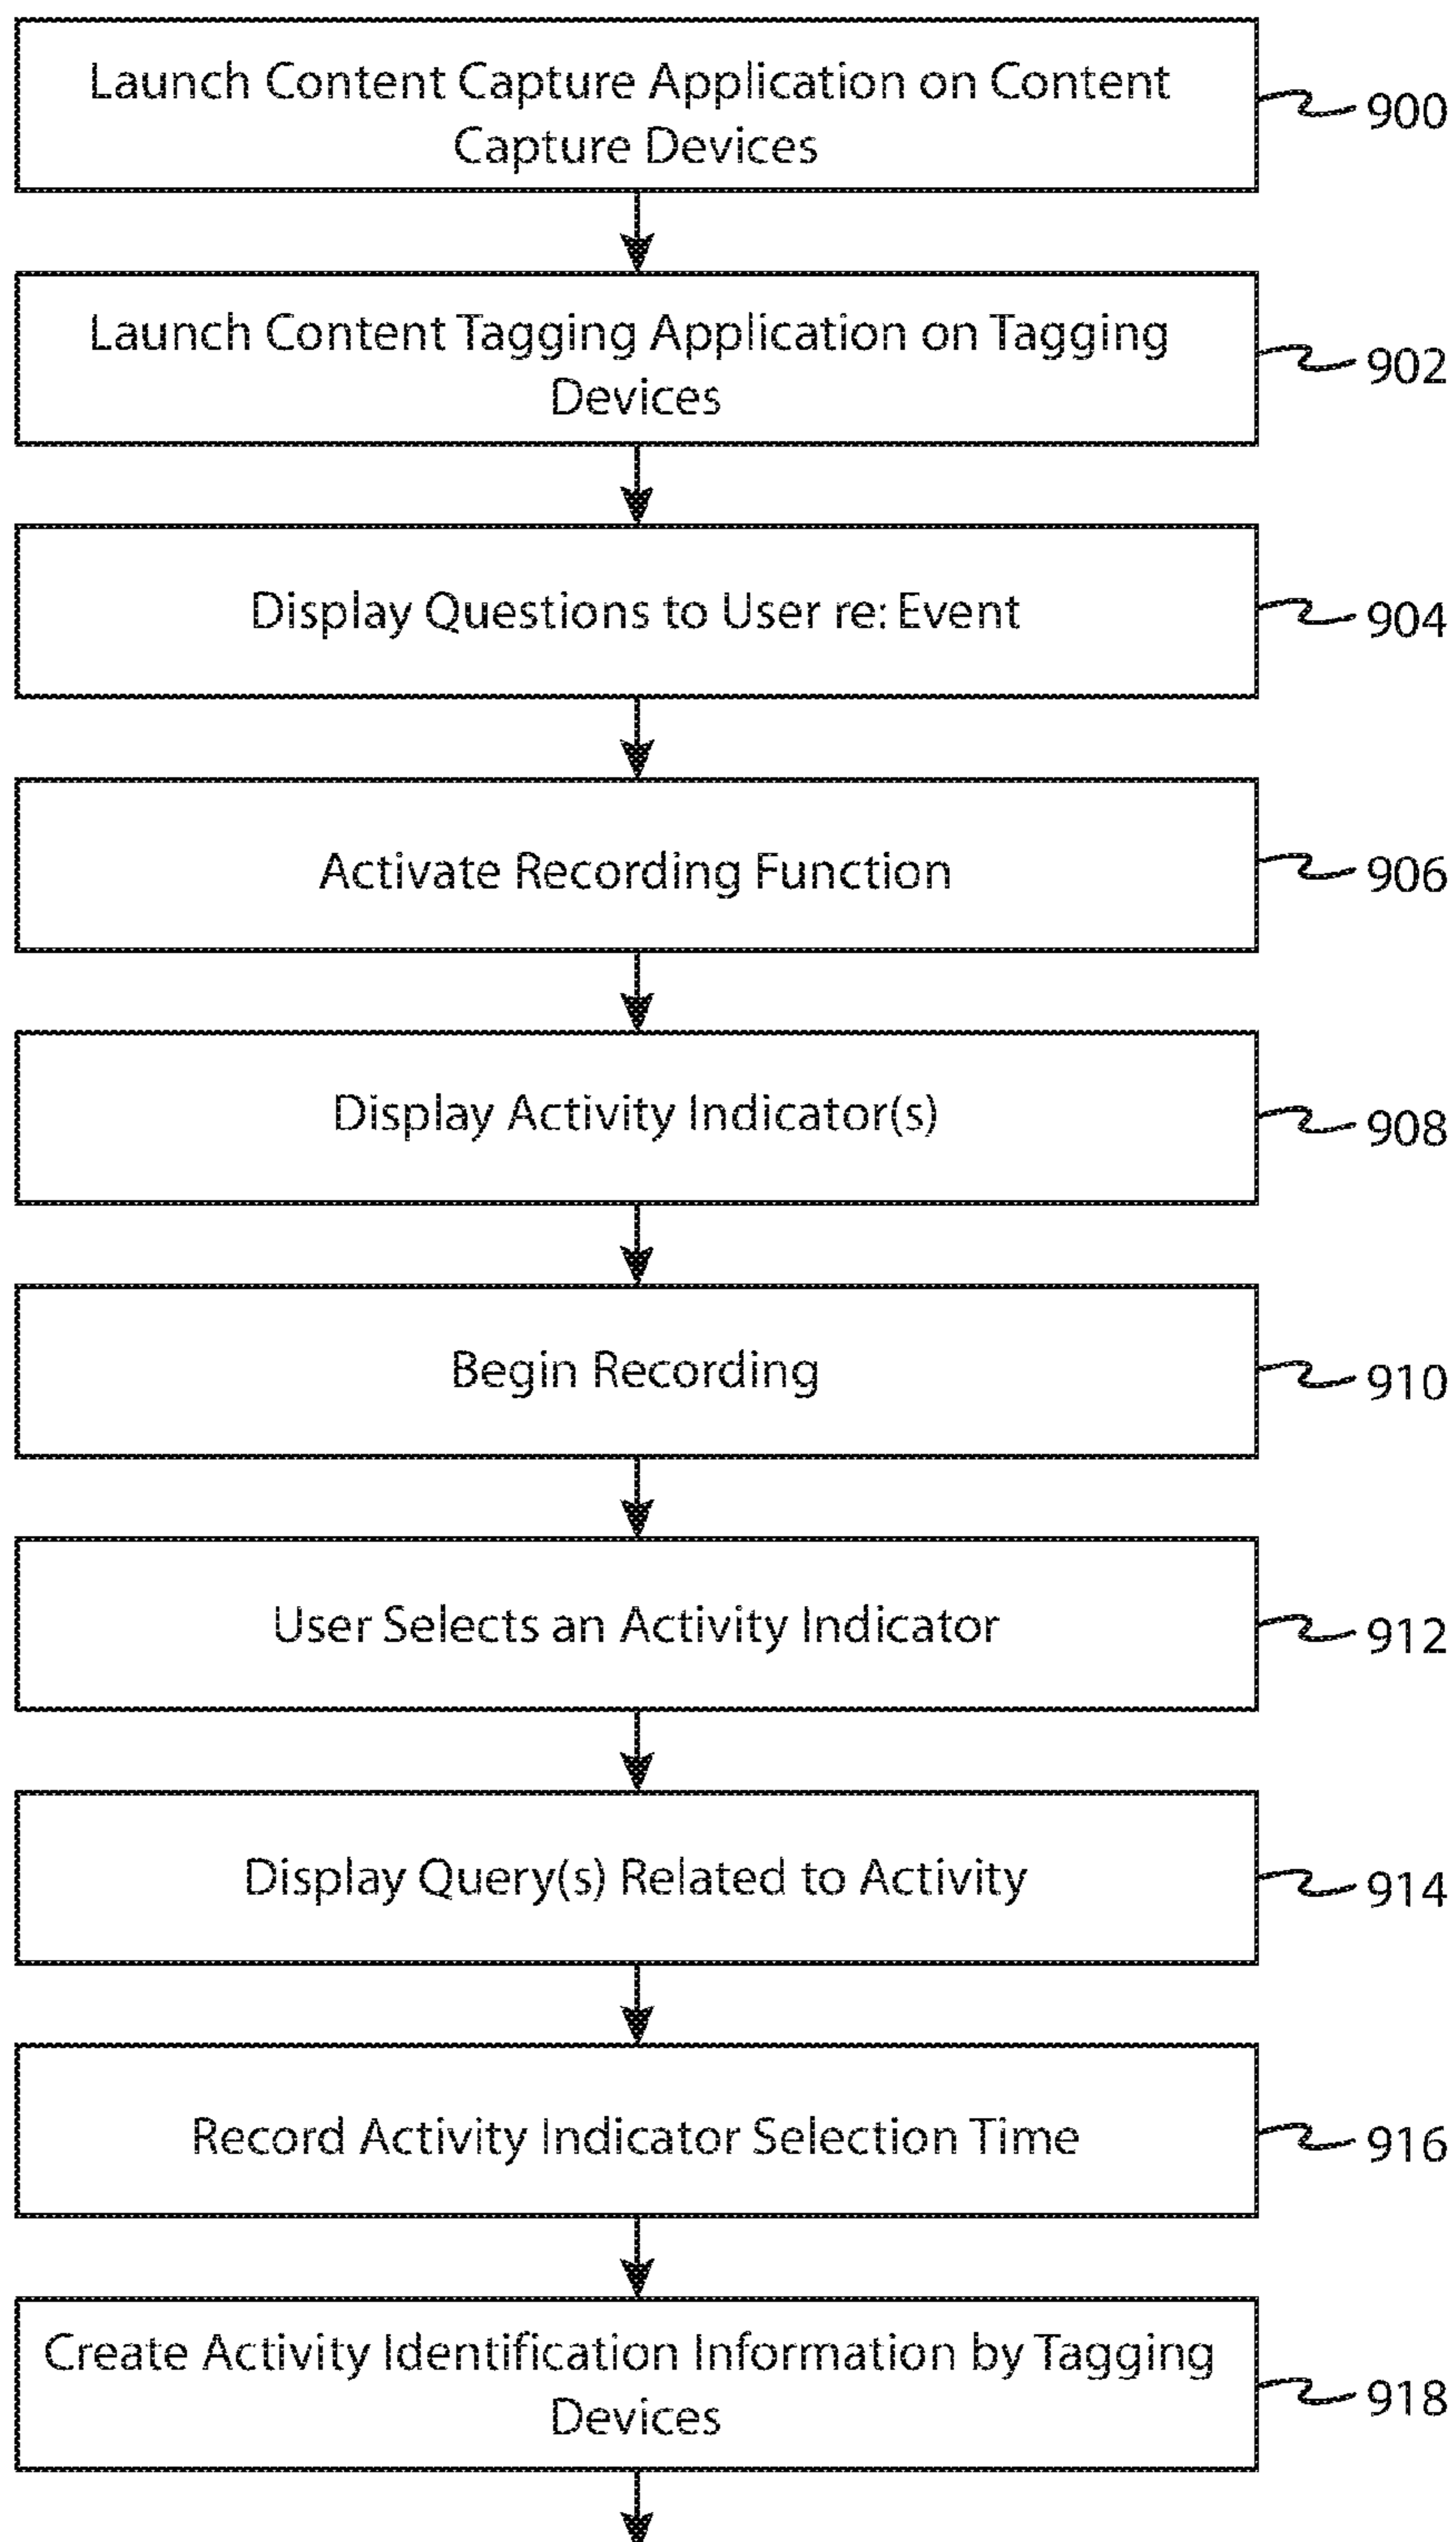 Launch Content Capture Application on Content
Capture Devices
900
Launch Content Tagging Application on Tagging
Devices
902
Display Questions to User re: Event
904
Activate Recording Function
906
Display Activity Indicator(s)
908
Begin Recording
910
User Selects an Activity Indicator
912
Display Query(s) Related to Activity
914
Record Activity Indicator Selection Time
916
Create Activity Identification Information by Tagging
Devices
918